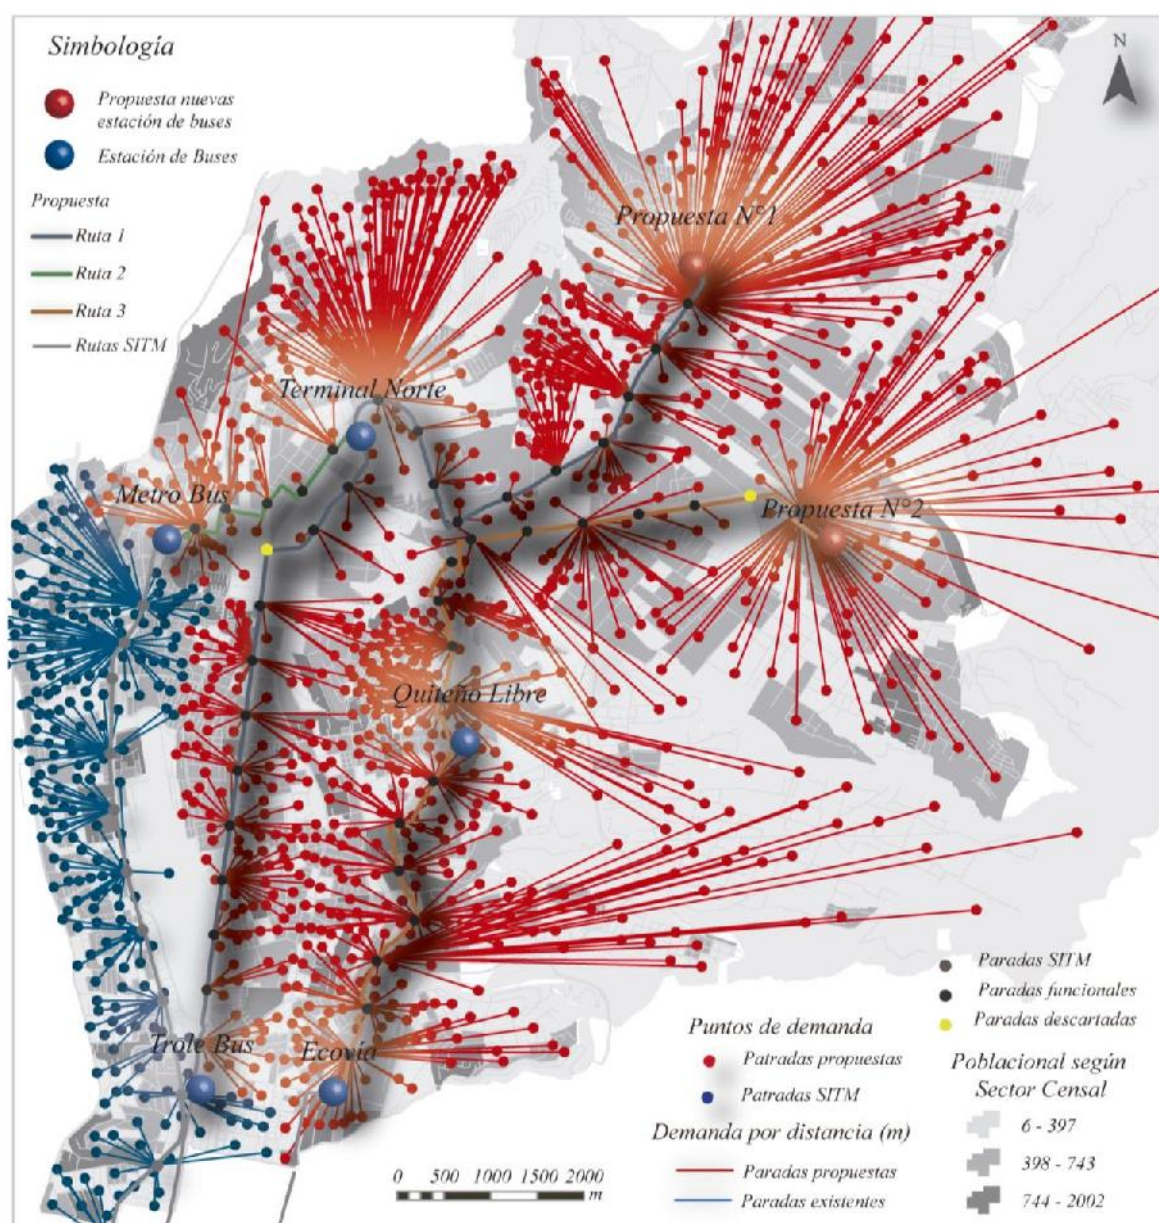 Simbología
N
Propuesta nuevas
estación de buses
Estación de Buses
Propuesta
Ruta 1
Ruta 2
Ruta 3
Rutas SITM
Propuesta N°1
Terminal Norte
Metro Bus
Propuesta N°2
Quiteño Libre
Trole Bus
Ecovía
Puntos de demanda
Patradas propuestas
Patradas SITM
Demanda por distancia (m)
Paradas propuestas
Paradas existentes
0 500 1000 1500 2000
m
Paradas SITM
Paradas funcionales
Paradas descartadas
Poblacional según
Sector Censal
6 - 397
398 - 743
744 - 2002